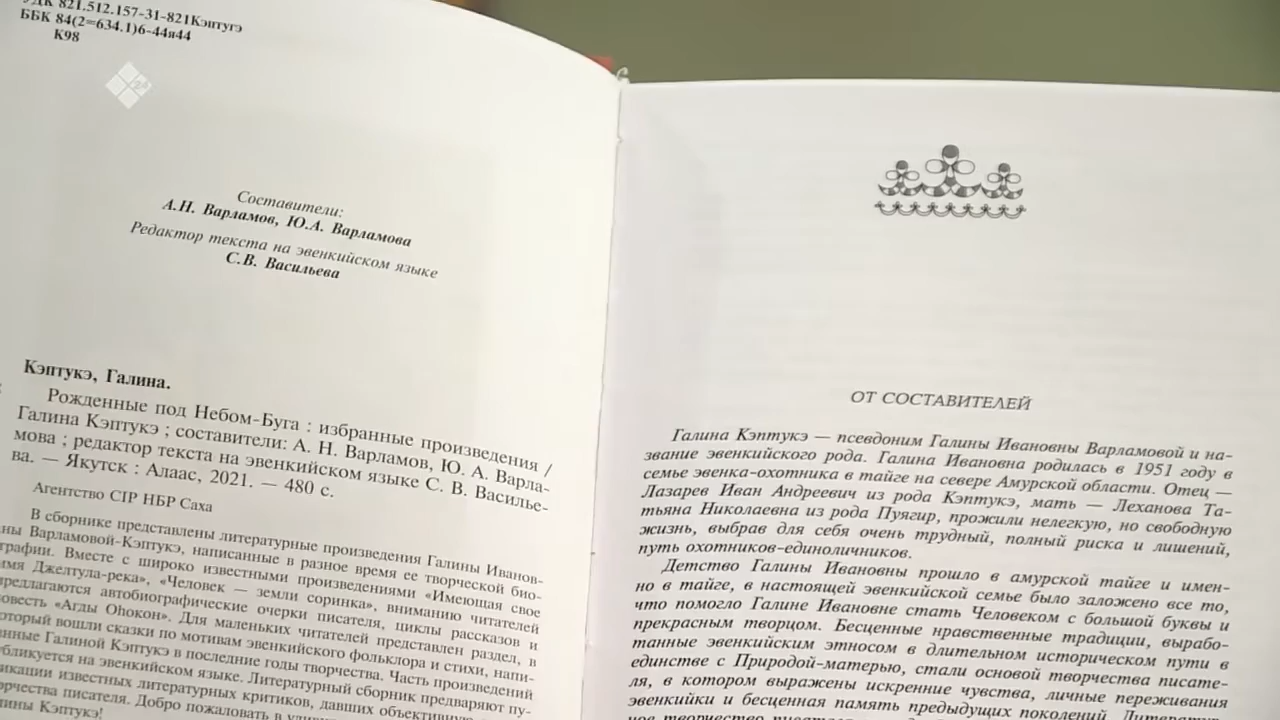 УДК 821.512.157-31-821Кэптугэ
ББК 84(2=634.1)6-44я44
К98
24
Составители:
А.Н. Варламов, Ю.А. Варламова
Редактор текста на эвенкийском языке
С.В. Васильева
Кэптукэ, Галина.
Рожденные под Небом-Буга : избранные произведения /
Галина Кэптукэ ; составители: А. Н. Варламов, Ю. А. Варла-
мова ; редактор текста на эвенкийском языке С. В. Василье-
ва. — Якутск : Алаас, 2021. — 480 с.
Агентство CIP НБР Саха
В сборнике представлены литературные произведения Галины Иванов-
ны Варламовой-Кэптукэ, написанные в разное время ее творческой био-
графии. Вместе с широко известными произведениями «Имеющая свое
имя Джелтула-река», «Человек — земли соринка», вниманию читателей
предлагаются автобиографические очерки писателя, циклы рассказов и
повесть «Агды Оһокон». Для маленьких читателей представлен раздел, в
который вошли сказки по мотивам эвенкийского фольклора и стихи, напи-
санные Галиной Кэптукэ в последние годы творчества. Часть произведений
публикуется на эвенкийском языке. Литературный сборник предваряют пу-
бликации известных литературных критиков, давших объективную
творчества писателя. Добро пожаловать в
Галины Кэптукэ!
ОТ СОСТАВИТЕЛЕЙ
Галина Кэптукэ — псевдоним Галины Ивановны Варламовой и на-
звание эвенкийского рода. Галина Ивановна родилась в 1951 году в
семье эвенка-охотника в тайге на севере Амурской области. Отец —
Лазарев Иван Андреевич из рода Кэптукэ, мать — Леханова Та-
тьяна Николаевна из рода Пуягир, прожили нелегкую, но свободную
жизнь, выбрав для себя очень трудный, полный риска и лишений,
путь охотников-единоличников.
Детство Галины Ивановны прошло в амурской тайге и имен-
но в тайге, в настоящей эвенкийской семье было заложено все то,
что помогло Галине Ивановне стать Человеком с большой буквы и
прекрасным творцом. Бесценные нравственные традиции, вырабо-
танные эвенкийским этносом в длительном историческом пути в
единстве с Природой-матерью, стали основой творчества писате-
ля, в котором выражены искренние чувства, личные переживания
эвенкийки и бесценная память предыдущих поколений. Литератур-
ное творчество писателя